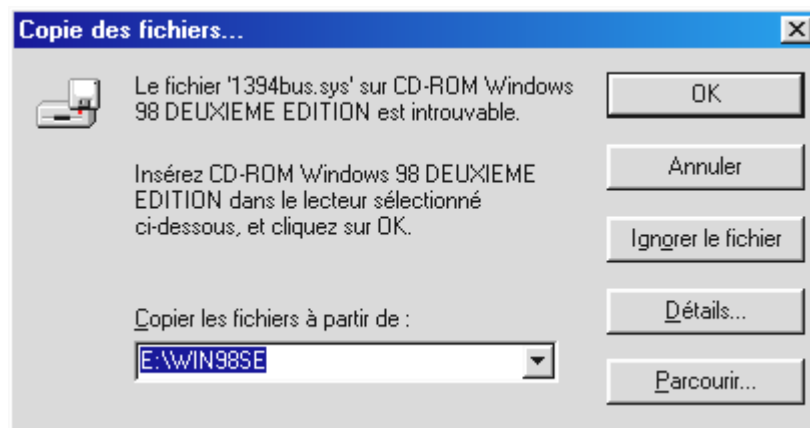 Copie des fichiers...
Le fichier '1394bus.sys' sur CD-ROM Windows
98 DEUXIEME EDITION est introuvable.
Insérez CD-ROM Windows 98 DEUXIEME
EDITION dans le lecteur sélectionné
ci-dessous, et cliquez sur OK.
Copier les fichiers à partir de :
E:\WIN98SE
OK
Annuler
Ignorer le fichier
Détails...
Parcourir...